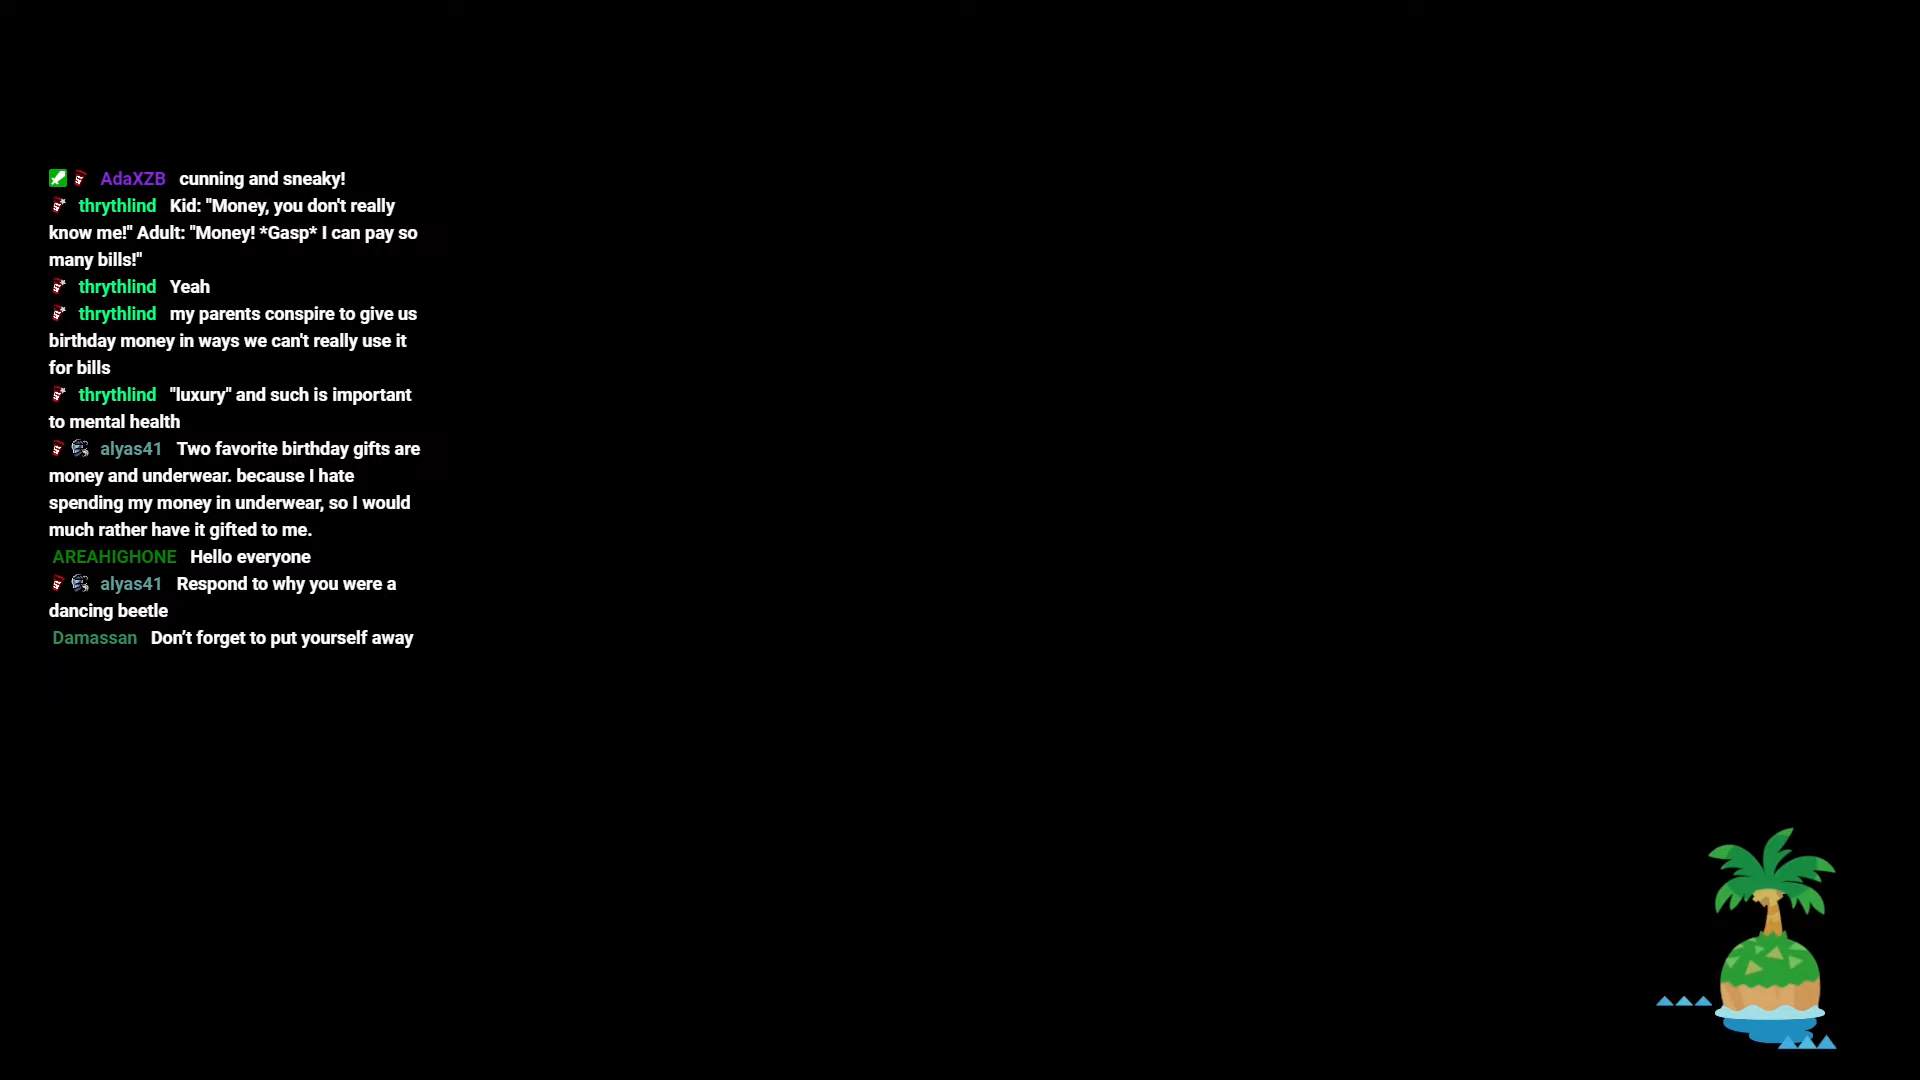 AdaXZB cunning and sneaky!
thrythlind Kid: "Money, you don't really
know me!" Adult: "Money! *Gasp* I can pay so
many bills!"
thrythlind Yeah
thrythlind my parents conspire to give us
birthday money in ways we can't really use it
for bills
thrythlind "luxury" and such is important
to mental health
alyas41 Two favorite birthday gifts are
money and underwear. because I hate
spending my money in underwear, so I would
much rather have it gifted to me.
AREAHIGHONE Hello everyone
alyas41 Respond to why you were a
dancing beetle
Damassan Don’t forget to put yourself away